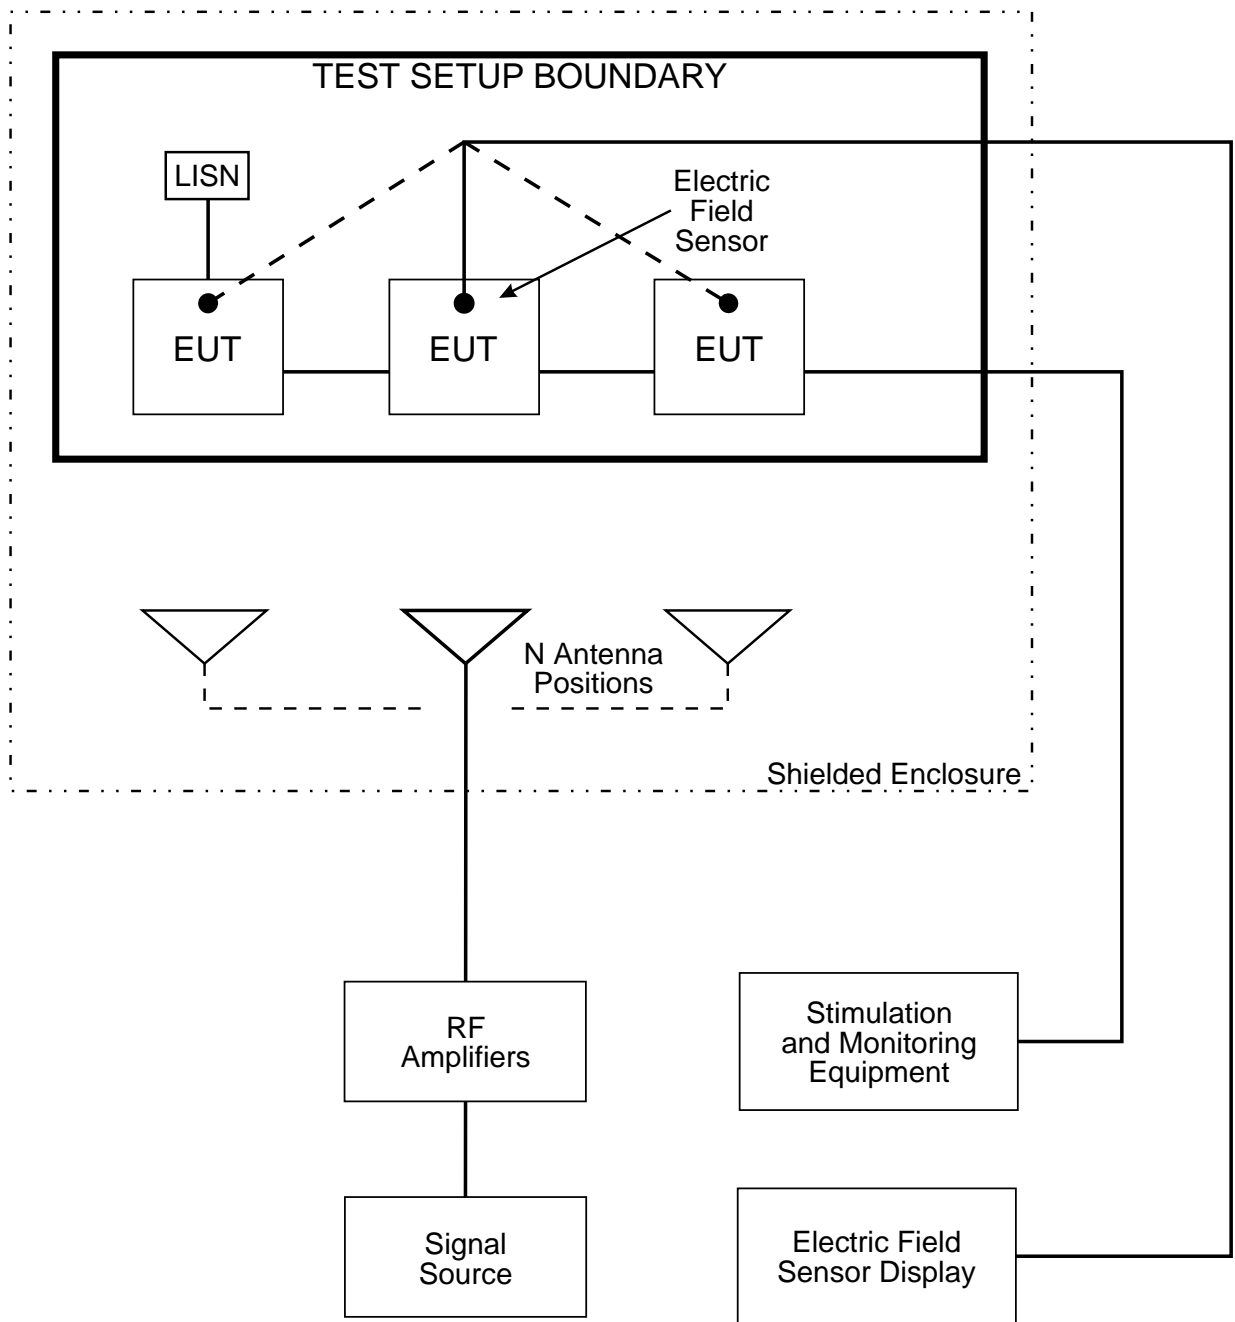 TEST SETUP BOUNDARY
LISN
Electric
Field
Sensor
EUT
EUT
EUT
N Antenna
Positions
Shielded Enclosure
RF
Amplifiers
Stimulation
and Monitoring
Equipment
Signal
Source
Electric Field
Sensor Display